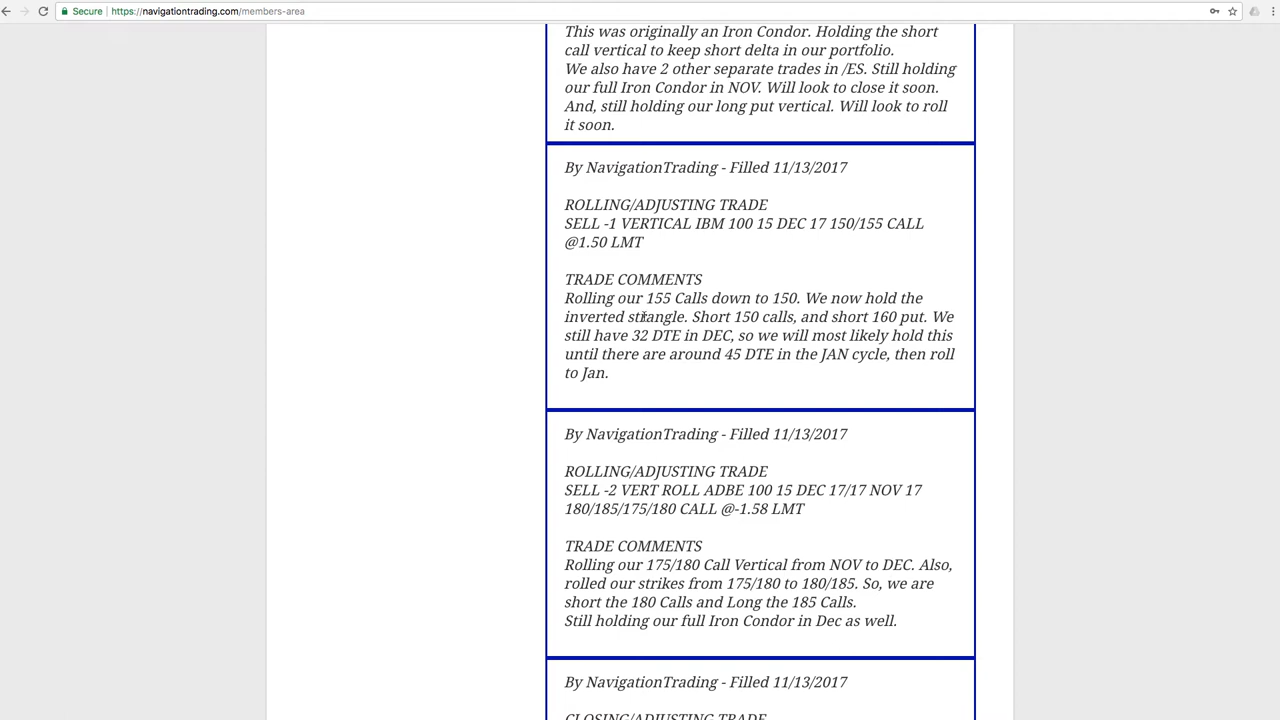 Secure
https://navigationtrading.com/members-area
This was originally an Iron Condor. Holding the short
call vertical to keep short delta in our portfolio.
We also have 2 other separate trades in /ES. Still holding
our full Iron Condor in NOV. Will look to close it soon.
And, still holding our long put vertical. Will look to roll
it soon.
By NavigationTrading - Filled 11/13/2017
ROLLING/ADJUSTING TRADE
SELL -1 VERTICAL IBM 100 15 DEC 17 150/155 CALL
@1.50 LMT
TRADE COMMENTS
Rolling our 155 Calls down to 150. We now hold the
inverted strangle. Short 150 calls, and short 160 put. We
still have 32 DTE in DEC, so we will most likely hold this
until there are around 45 DTE in the JAN cycle, then roll
to Jan.
By NavigationTrading - Filled 11/13/2017
ROLLING/ADJUSTING TRADE
SELL -2 VERT ROLL ADBE 100 15 DEC 17/17 NOV 17
180/185/175/180 CALL @-1.58 LMT
TRADE COMMENTS
Rolling our 175/180 Call Vertical from NOV to DEC. Also,
rolled our strikes from 175/180 to 180/185. So, we are
short the 180 Calls and Long the 185 Calls.
Still holding our full Iron Condor in Dec as well.
By NavigationTrading - Filled 11/13/2017
CLOSING/ADJUSTING TRADE